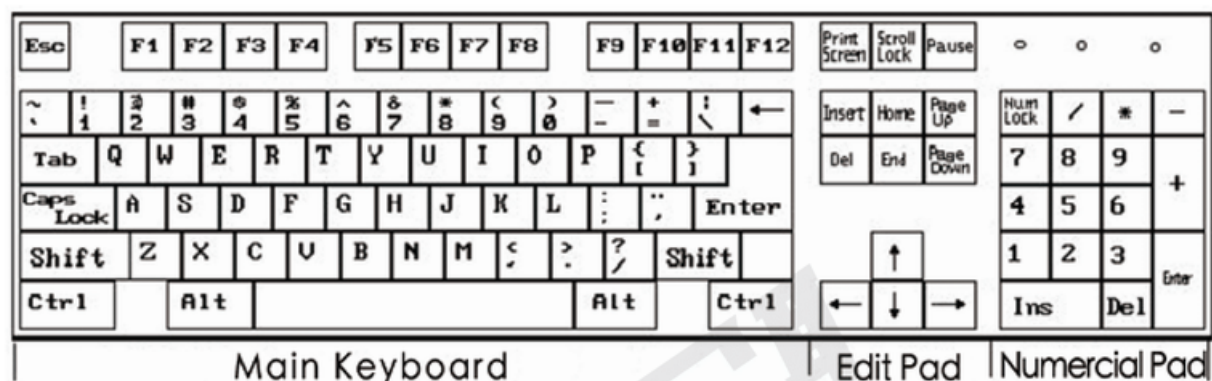 Esc F1 F2 F3 F4 F5 F6 F7 F8 F9 F10 F11 F12 Print Screen Scroll Lock Pause
~ ` ! 1 @ 2 # 3 $ 4 % 5 ^ 6 & 7 * 8 ( 9 ) 0 — - + = ¦ \ ← Insert Home Page Up Num Lock / * —
Tab Q W E R T Y U I O P { [ } ] Del End Page Down 7 8 9 +
Caps Lock A S D F G H J K L : ; " , Enter 4 5 6
Shift Z X C V B N M < , > . ? / Shift ↑ 1 2 3 Enter
Ctrl Alt Alt Ctrl ← ↓ → Ins Del
Main Keyboard Edit Pad Numercial Pad